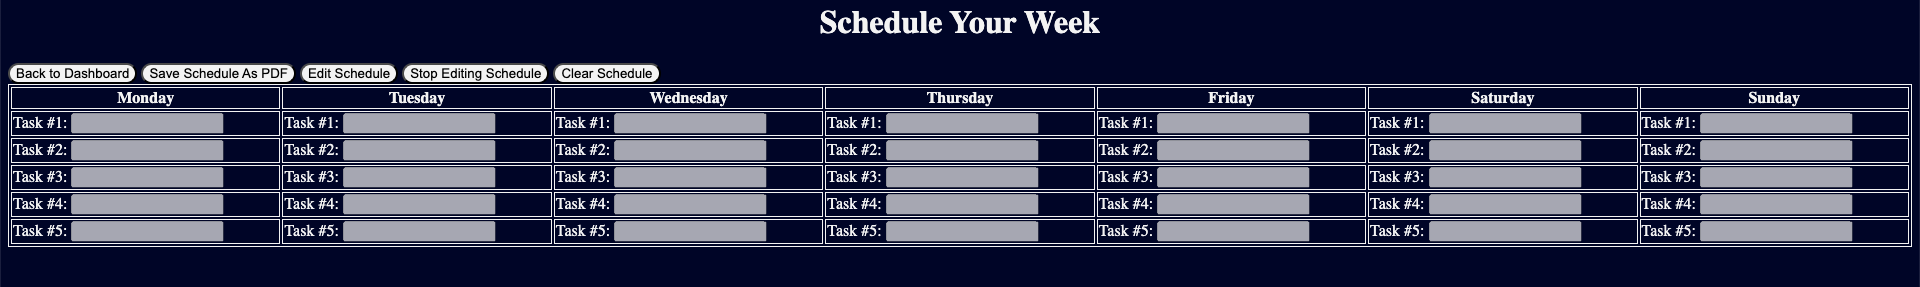 Schedule Your Week
Back to Dashboard Save Schedule As PDF Edit Schedule Stop Editing Schedule Clear Schedule
Monday Tuesday Wednesday Thursday Friday Saturday Sunday
Task #1: Task #1: Task #1: Task #1: Task #1: Task #1: Task #1:
Task #2: Task #2: Task #2: Task #2: Task #2: Task #2: Task #2:
Task #3: Task #3: Task #3: Task #3: Task #3: Task #3: Task #3:
Task #4: Task #4: Task #4: Task #4: Task #4: Task #4: Task #4:
Task #5: Task #5: Task #5: Task #5: Task #5: Task #5: Task #5: